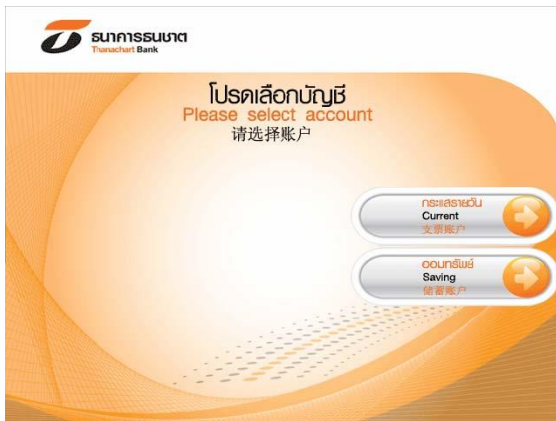 ธนาคารธนชาต
Thanachart Bank
โปรดเลือกบัญชี
Please select account
请选择账户
กระแสรายวัน
Current
支票账户
ออมทรัพย์
Saving
储蓄账户